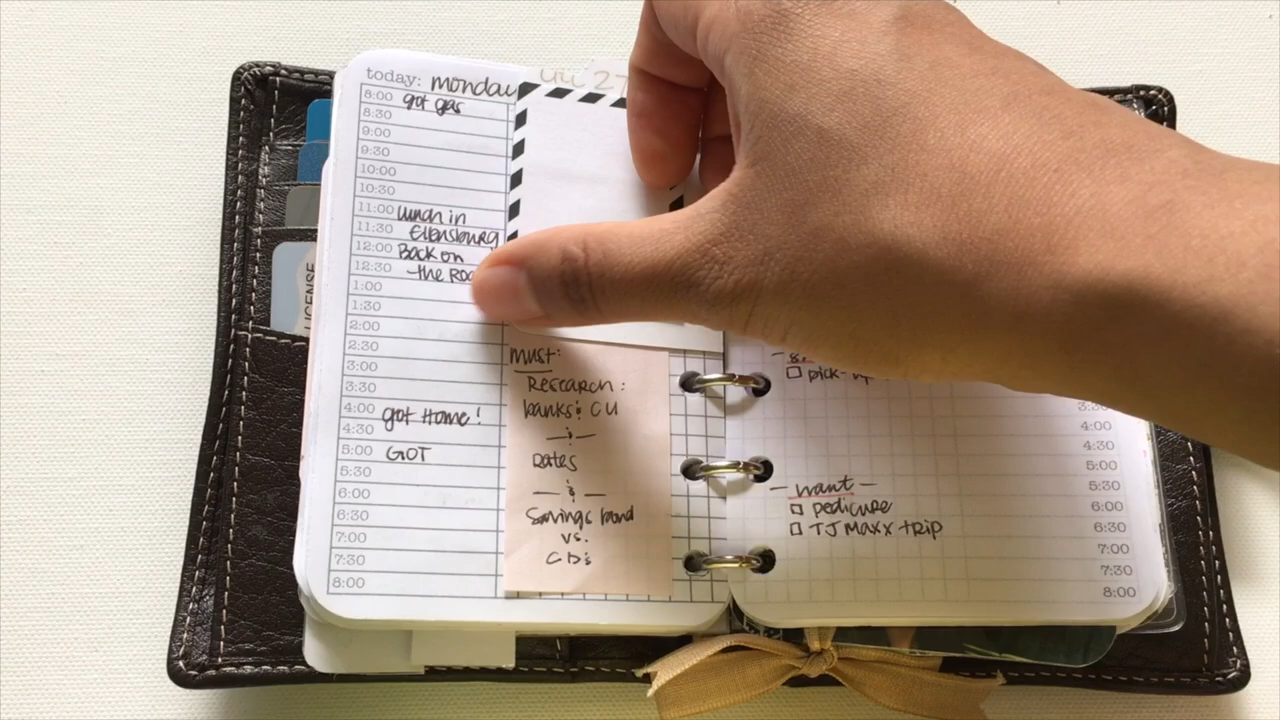 today: monday
27
8:00 got gas
8:30
9:00
9:30
10:00
10:30
11:00 lunch in
11:30 Ellensburg
12:00 Back on
12:30 the Roa
1:00
1:30
2:00
2:30
3:00
3:30
4:00 got Home!
4:30
5:00 GOT
5:30
6:00
6:30
7:00
7:30
8:00
LICENSE
must:
Research:
banks & CU
&
Rates
&
Savings bond
vs.
CDs
pick-up
— want —
pedicure
TJ Maxx trip
3:30
4:00
4:30
5:00
5:30
6:00
6:30
7:00
7:30
8:00